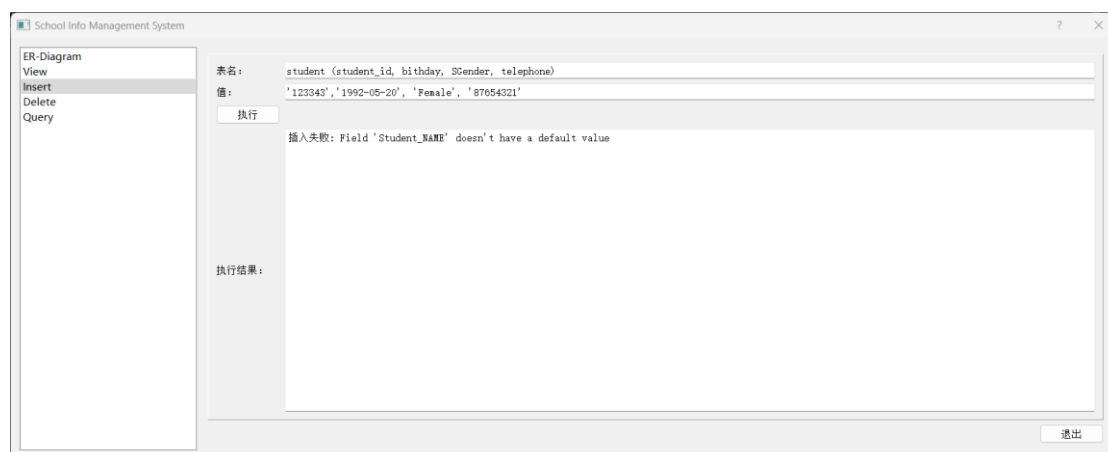 School Info Management System
? ×
ER-Diagram
View
Insert
Delete
Query
表名：
student (student_id, bithday, SGender, telephone)
值：
'123343','1992-05-20', 'Female', '87654321'
执行
插入失败: Field 'Student_NAME' doesn't have a default value
执行结果：
退出